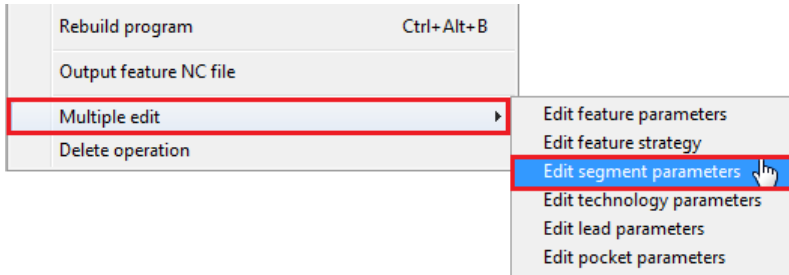 Rebuild program Ctrl+Alt+B
Output feature NC file
Multiple edit
Delete operation
Edit feature parameters
Edit feature strategy
Edit segment parameters
Edit technology parameters
Edit lead parameters
Edit pocket parameters